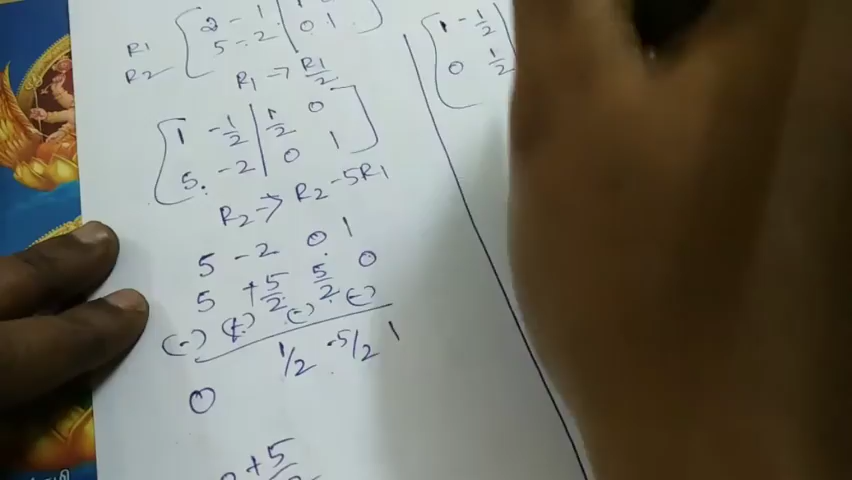 R1 [ 2 -1 | 1
R2 5 -2 | 0 1 ]
R1 → R1/2
[ 1 -1/2 | 1/2 0
5 -2 | 0 1 ]
R2 → R2 -5R1
5 -2 0 1
5 +5/2 5/2 0
(-) (-) (-)
0 1/2 -5/2 1
+5
[ 1 -1/2
0 1/2